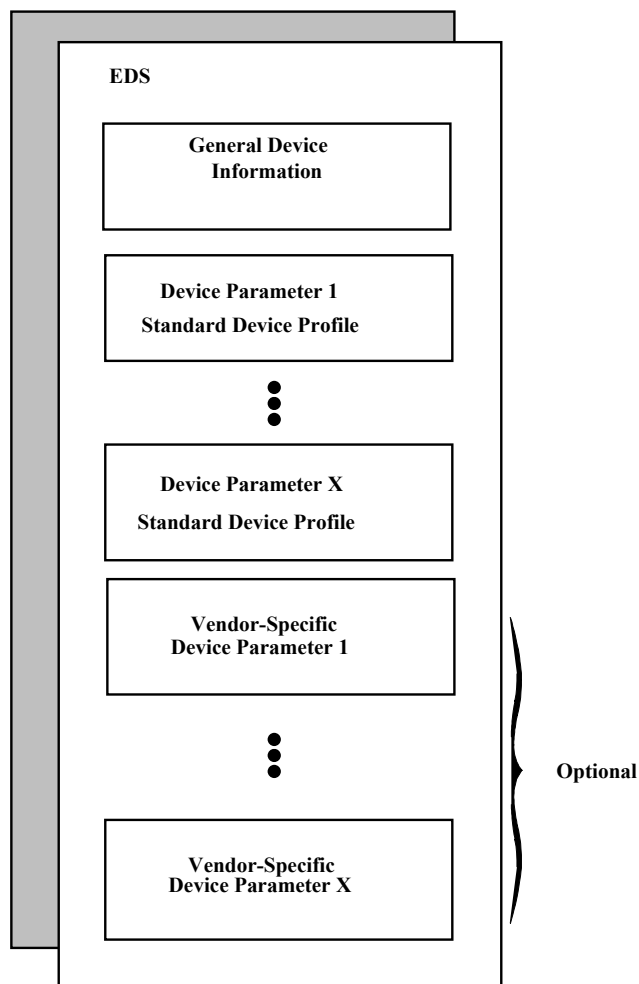 EDS
General Device
Information
Device Parameter 1
Standard Device Profile
Device Parameter X
Standard Device Profile
Vendor-Specific
Device Parameter 1
Optional
Vendor-Specific
Device Parameter X